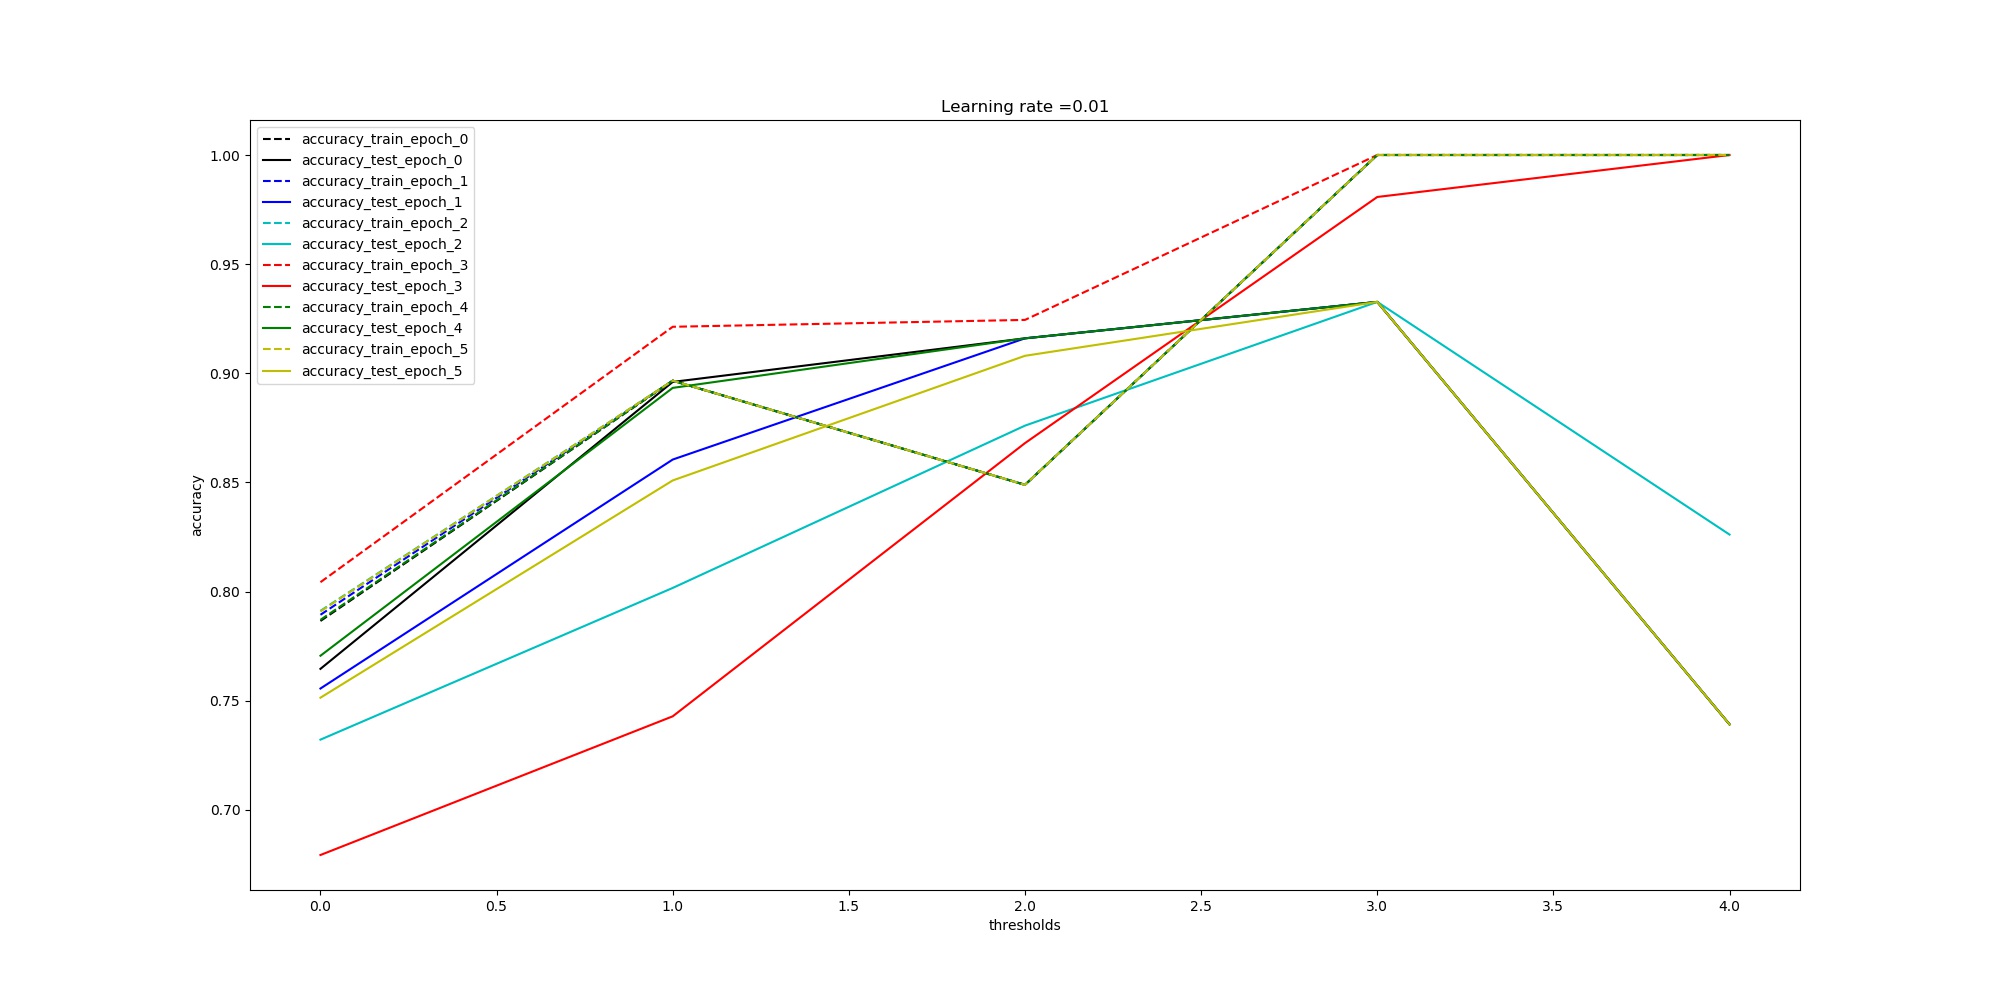 Learning rate =0.01
accuracy_train_epoch_0
accuracy_test_epoch_0
accuracy_train_epoch_1
accuracy_test_epoch_1
accuracy_train_epoch_2
accuracy_test_epoch_2
accuracy_train_epoch_3
accuracy_test_epoch_3
accuracy_train_epoch_4
accuracy_test_epoch_4
accuracy_train_epoch_5
accuracy_test_epoch_5
1.00
0.95
0.90
0.85
0.80
0.75
0.70
accuracy
0.0 0.5 1.0 1.5 2.0 2.5 3.0 3.5 4.0
thresholds